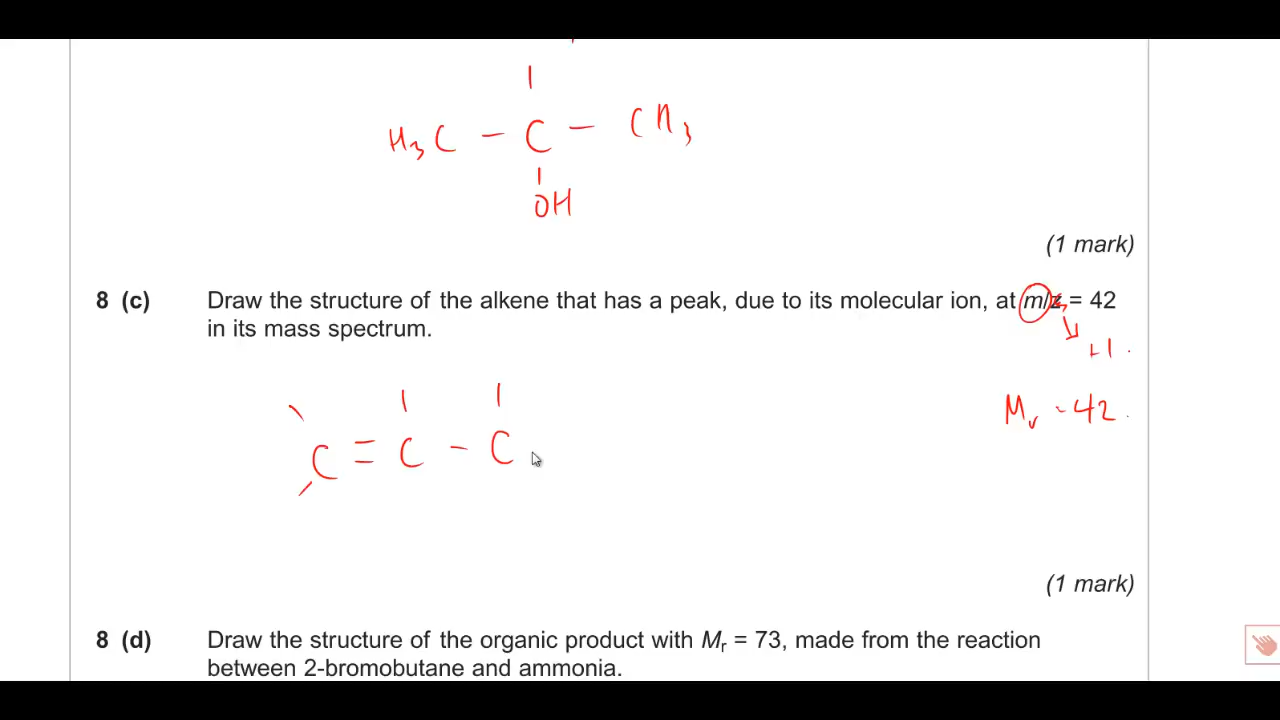 H₃C – C – CH₃
OH
(1 mark)
8 (c) Draw the structure of the alkene that has a peak, due to its molecular ion, at m/z = 42
in its mass spectrum.
+1.
Mr = 42.
C = C – C
(1 mark)
8 (d) Draw the structure of the organic product with Mr = 73, made from the reaction
between 2-bromobutane and ammonia.